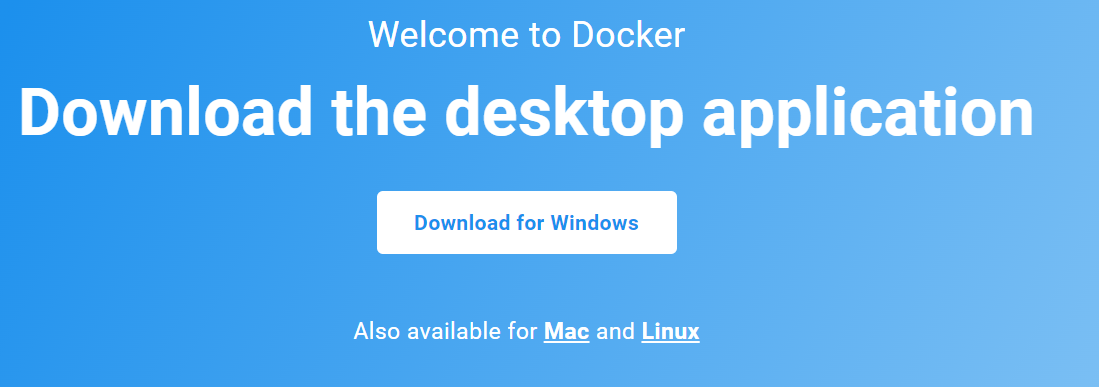 Welcome to Docker
Download the desktop application
Download for Windows
Also available for Mac and Linux